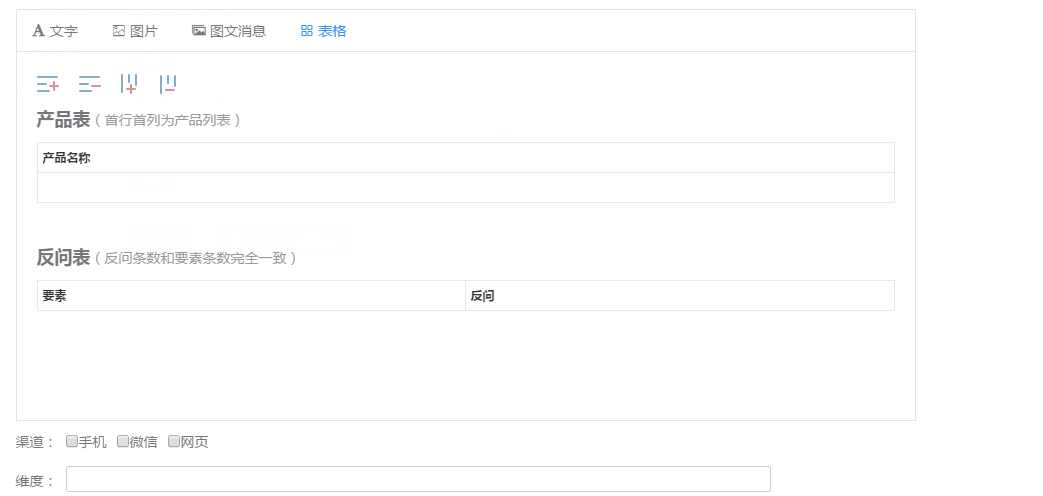 文字 图片 图文消息 表格
产品表（首行首列为产品列表）
产品名称
反问表（反问条数和要素条数完全一致）
要素 反问
渠道： 手机 微信 网页
维度：